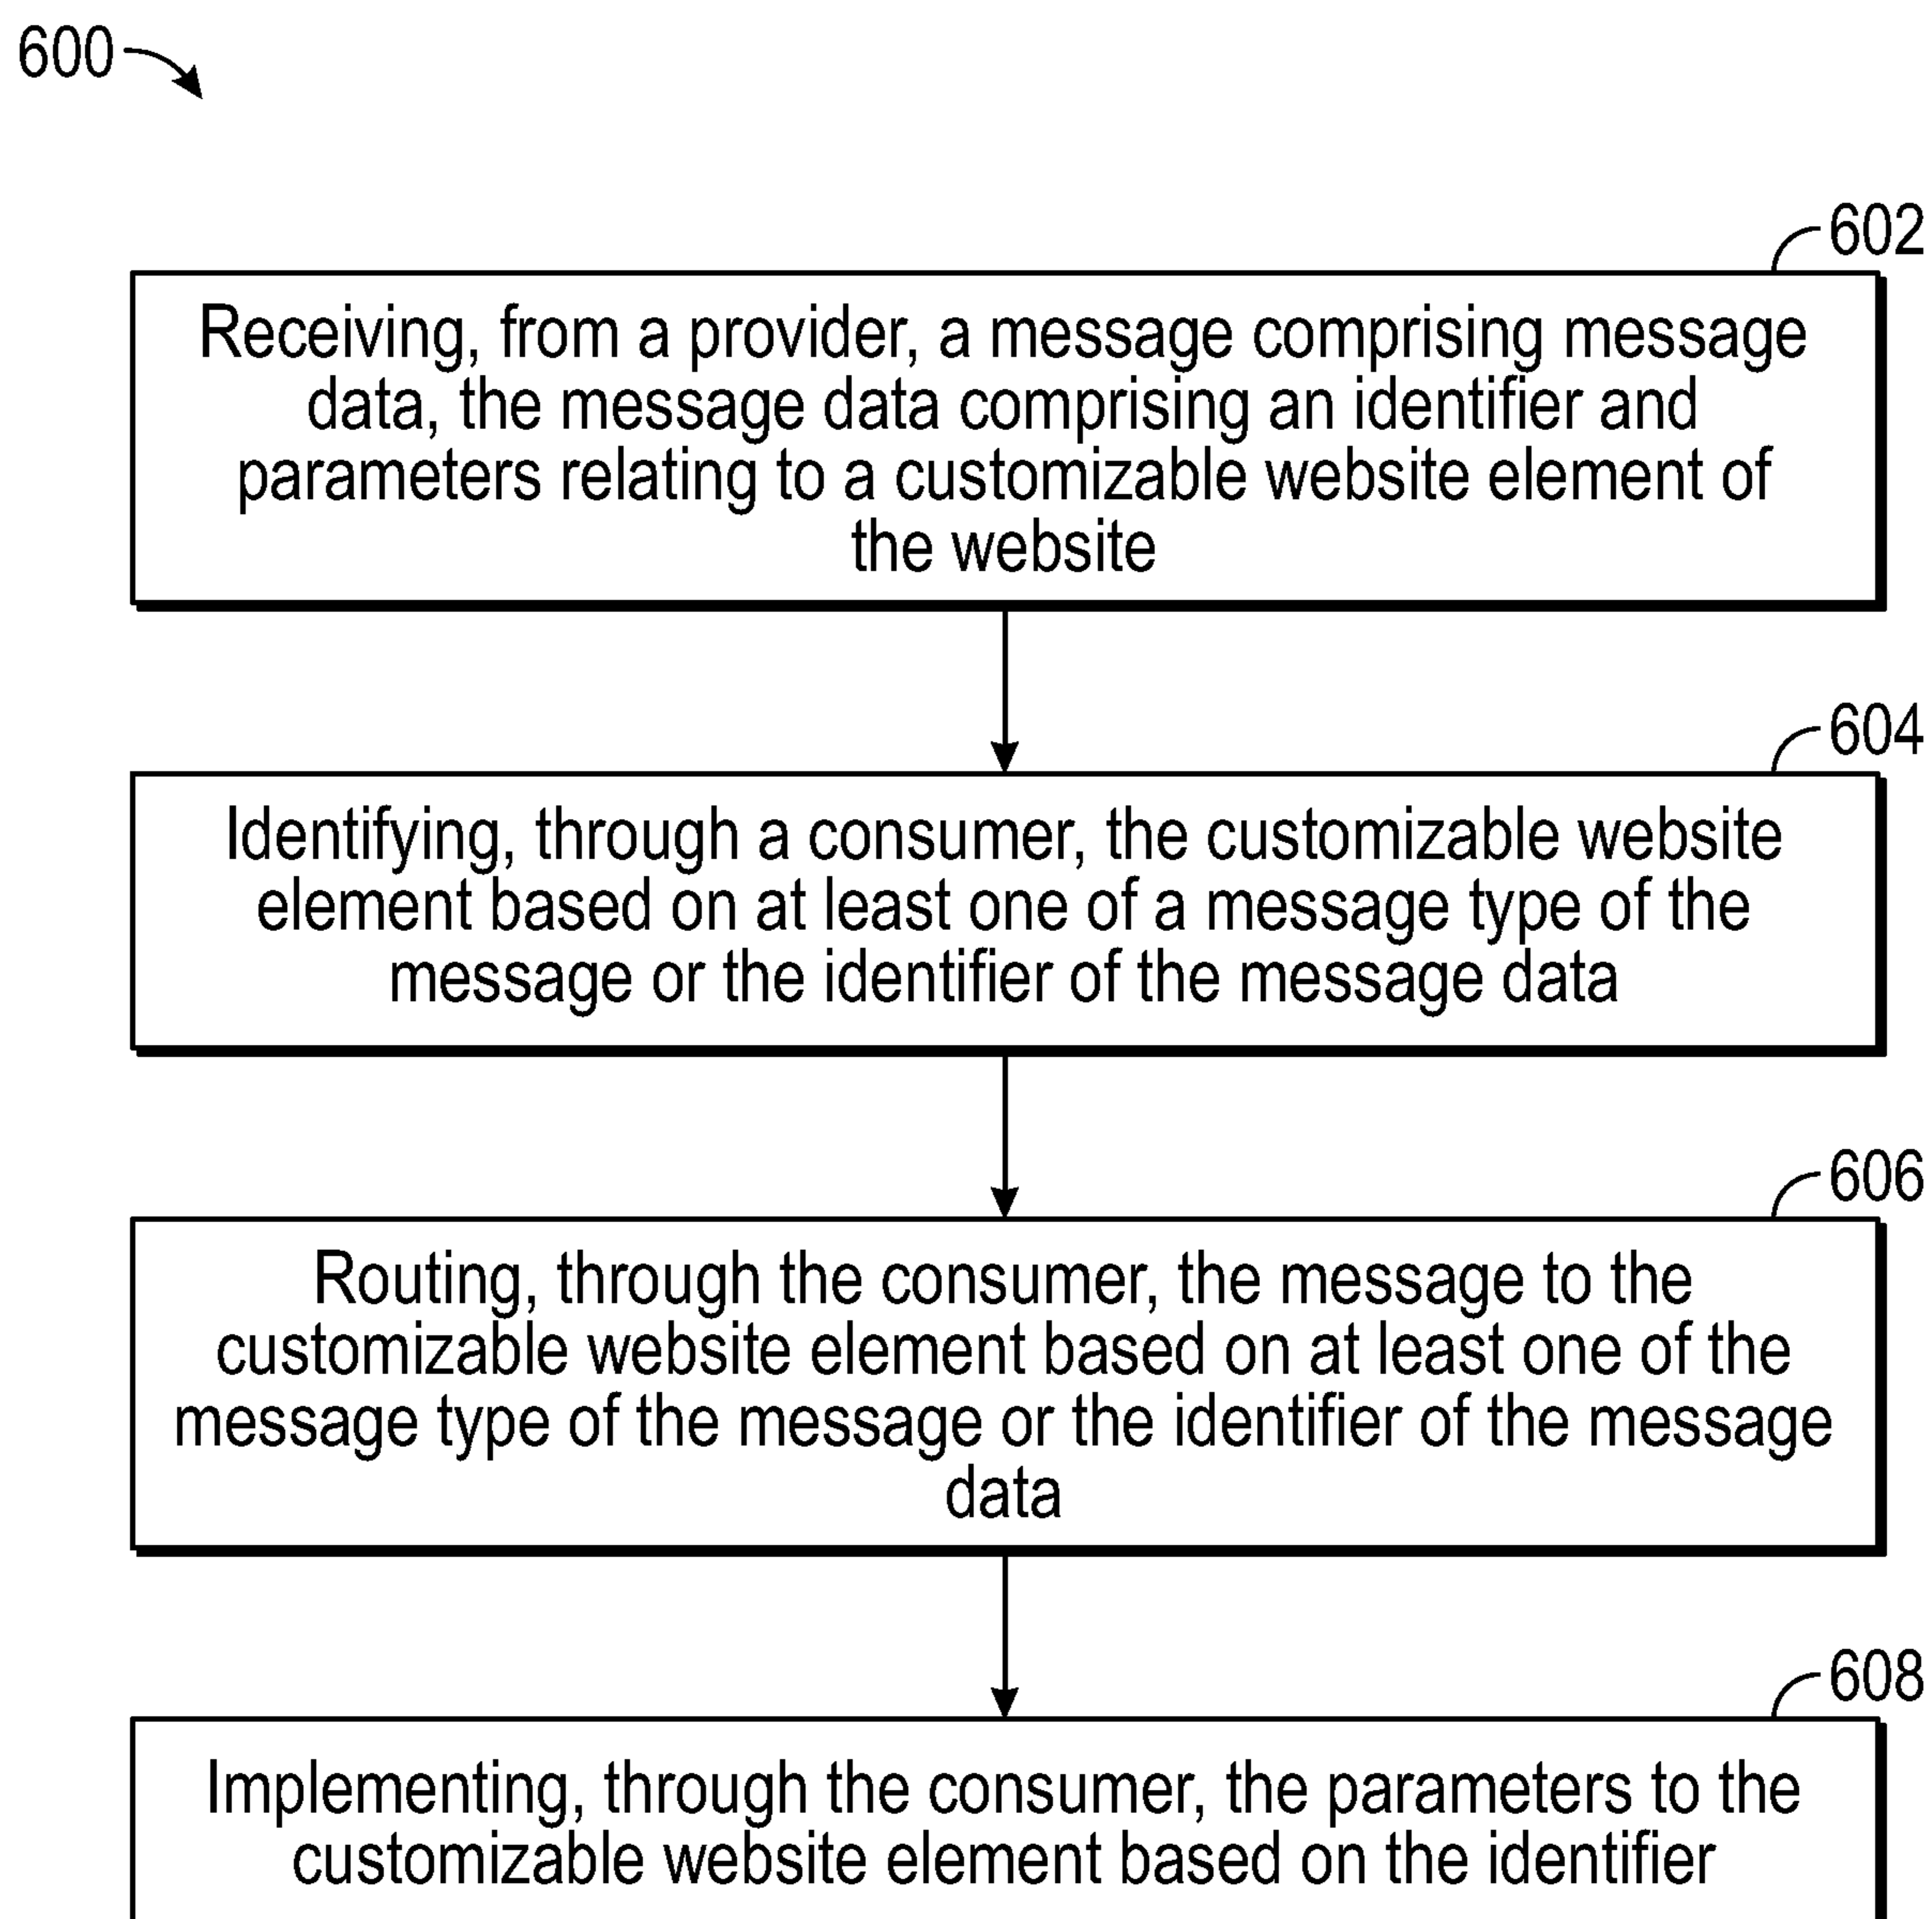 600
602
Receiving, from a provider, a message comprising message
data, the message data comprising an identifier and
parameters relating to a customizable website element of
the website
604
Identifying, through a consumer, the customizable website
element based on at least one of a message type of the
message or the identifier of the message data
606
Routing, through the consumer, the message to the
customizable website element based on at least one of the
message type of the message or the identifier of the message
data
608
Implementing, through the consumer, the parameters to the
customizable website element based on the identifier